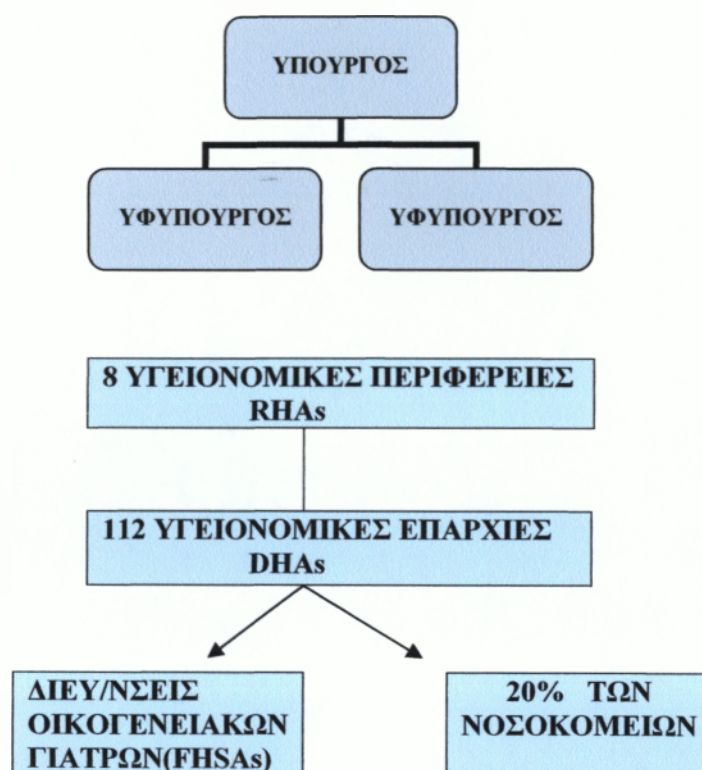 ΥΠΟΥΡΓΟΣ
ΥΦΥΠΟΥΡΓΟΣ
ΥΦΥΠΟΥΡΓΟΣ
8 ΥΓΕΙΟΝΟΜΙΚΕΣ ΠΕΡΙΦΕΡΕΙΕΣ
RHAs
112 ΥΓΕΙΟΝΟΜΙΚΕΣ ΕΠΑΡΧΙΕΣ
DHAs
ΔΙΕΥ/ΝΣΕΙΣ
ΟΙΚΟΓΕΝΕΙΑΚΩΝ
ΓΙΑΤΡΩΝ(FHSAs)
20% ΤΩΝ
ΝΟΣΟΚΟΜΕΙΩΝ